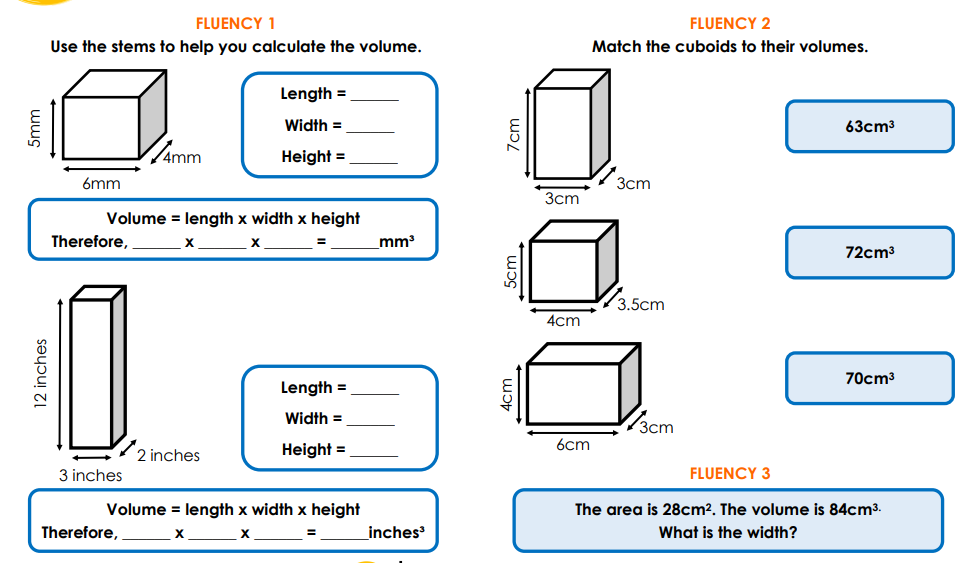 FLUENCY 1
Use the stems to help you calculate the volume.
5mm
4mm
6mm
Length = ______
Width = ______
Height = ______
Volume = length x width x height
Therefore, ______ x ______ x ______ = ______mm³
12 inches
2 inches
3 inches
Length = ______
Width = ______
Height = ______
Volume = length x width x height
Therefore, ______ x ______ x ______ = ______inches³
FLUENCY 2
Match the cuboids to their volumes.
7cm
3cm
3cm
63cm³
5cm
3.5cm
4cm
72cm³
4cm
3cm
6cm
70cm³
FLUENCY 3
The area is 28cm². The volume is 84cm³.
What is the width?